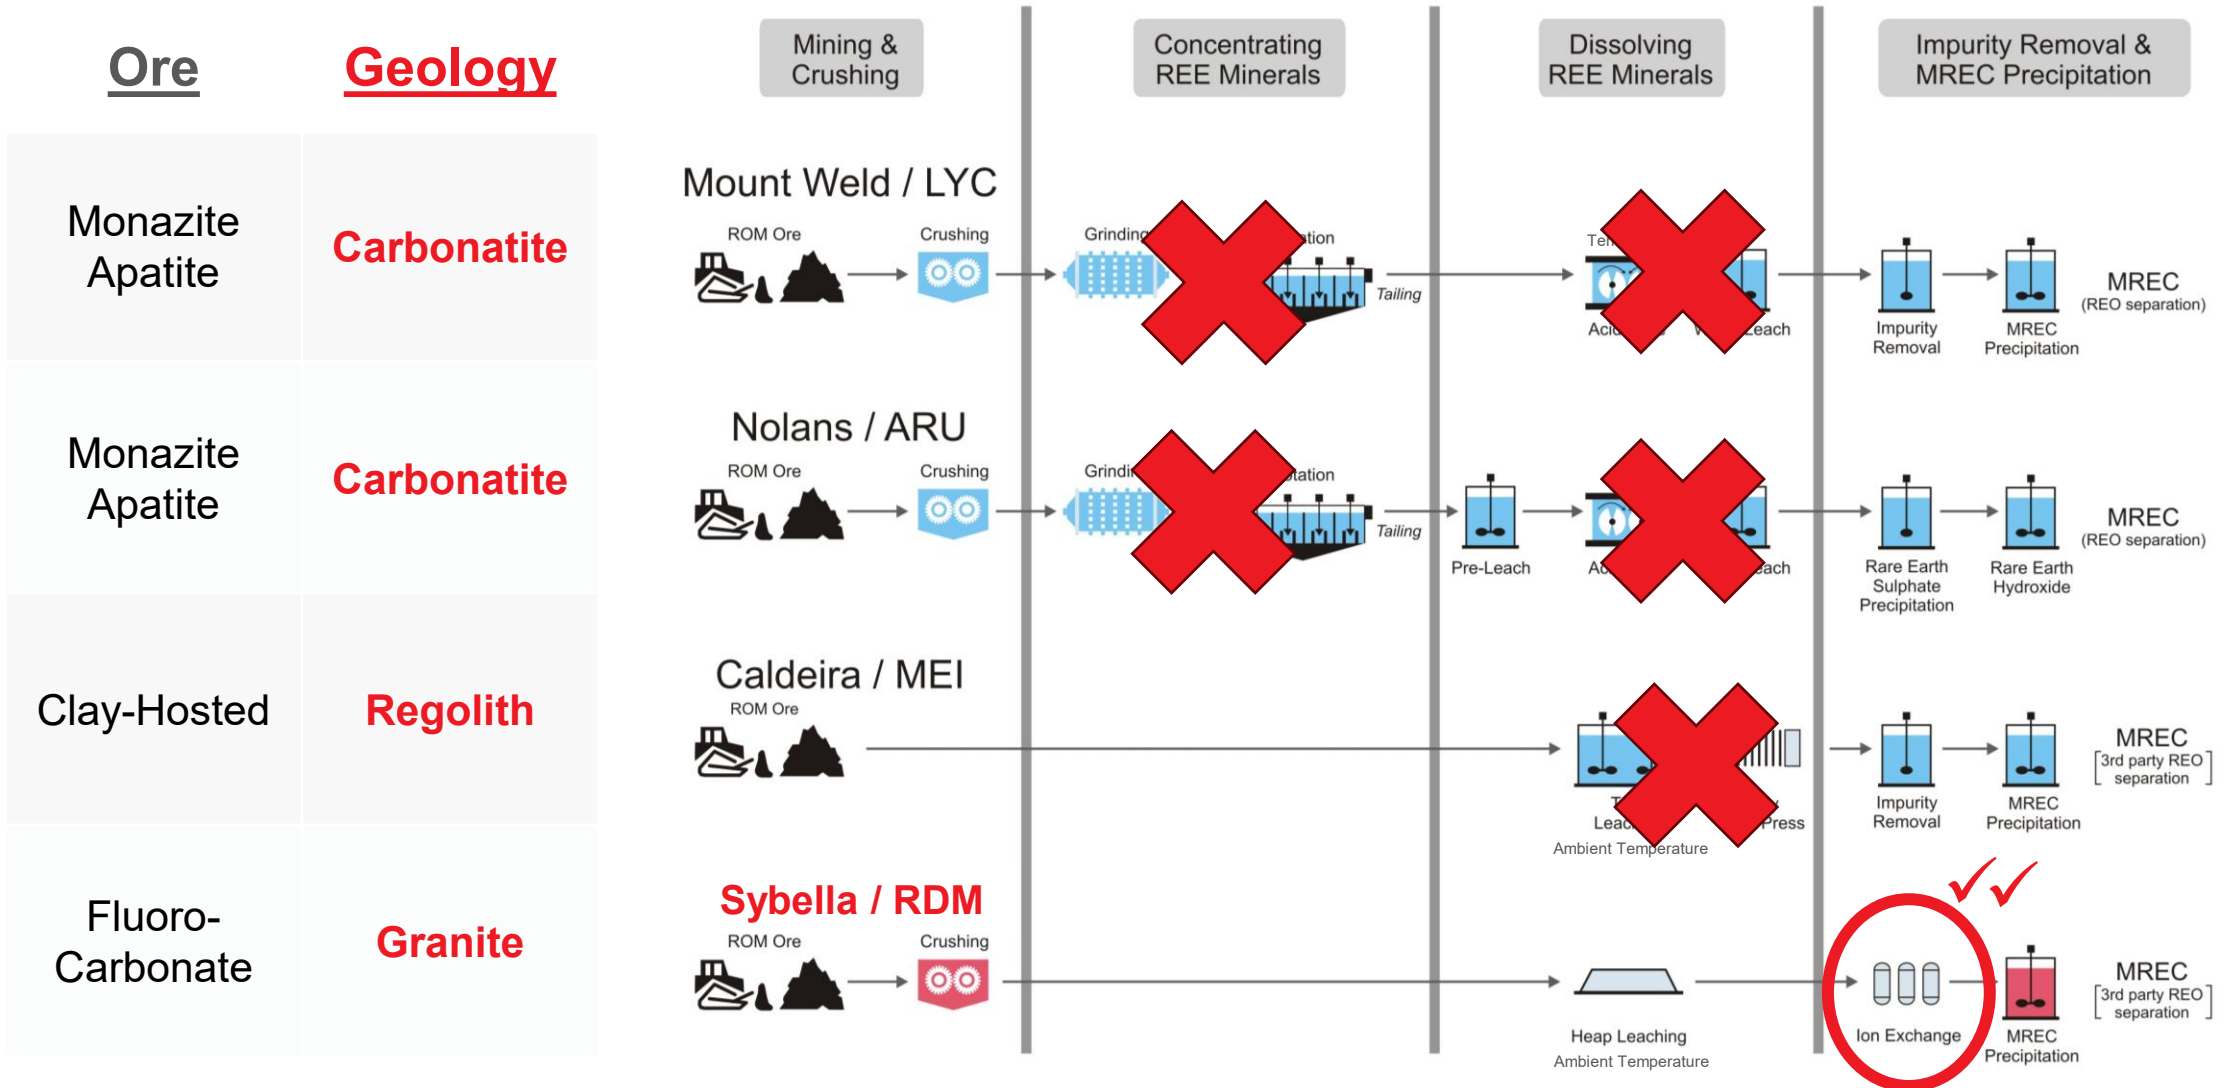 Ore
Geology
Mining &
Crushing
Concentrating
REE Minerals
Dissolving
REE Minerals
Impurity Removal &
MREC Precipitation
Monazite
Apatite
Carbonatite
Mount Weld / LYC
ROM Ore
Crushing
Grinding
Tailing
Leach
Impurity
Removal
MREC
Precipitation
MREC
(REO separation)
Monazite
Apatite
Carbonatite
Nolans / ARU
ROM Ore
Crushing
Tailing
Pre-Leach
Rare Earth
Sulphate
Precipitation
Rare Earth
Hydroxide
MREC
(REO separation)
Clay-Hosted
Regolith
Caldeira / MEI
ROM Ore
Press
Ambient Temperature
Impurity
Removal
MREC
Precipitation
MREC
[3rd party REO
separation]
Fluoro-
Carbonate
Granite
Sybella / RDM
ROM Ore
Crushing
Heap Leaching
Ambient Temperature
Ion Exchange
MREC
Precipitation
MREC
[3rd party REO
separation]